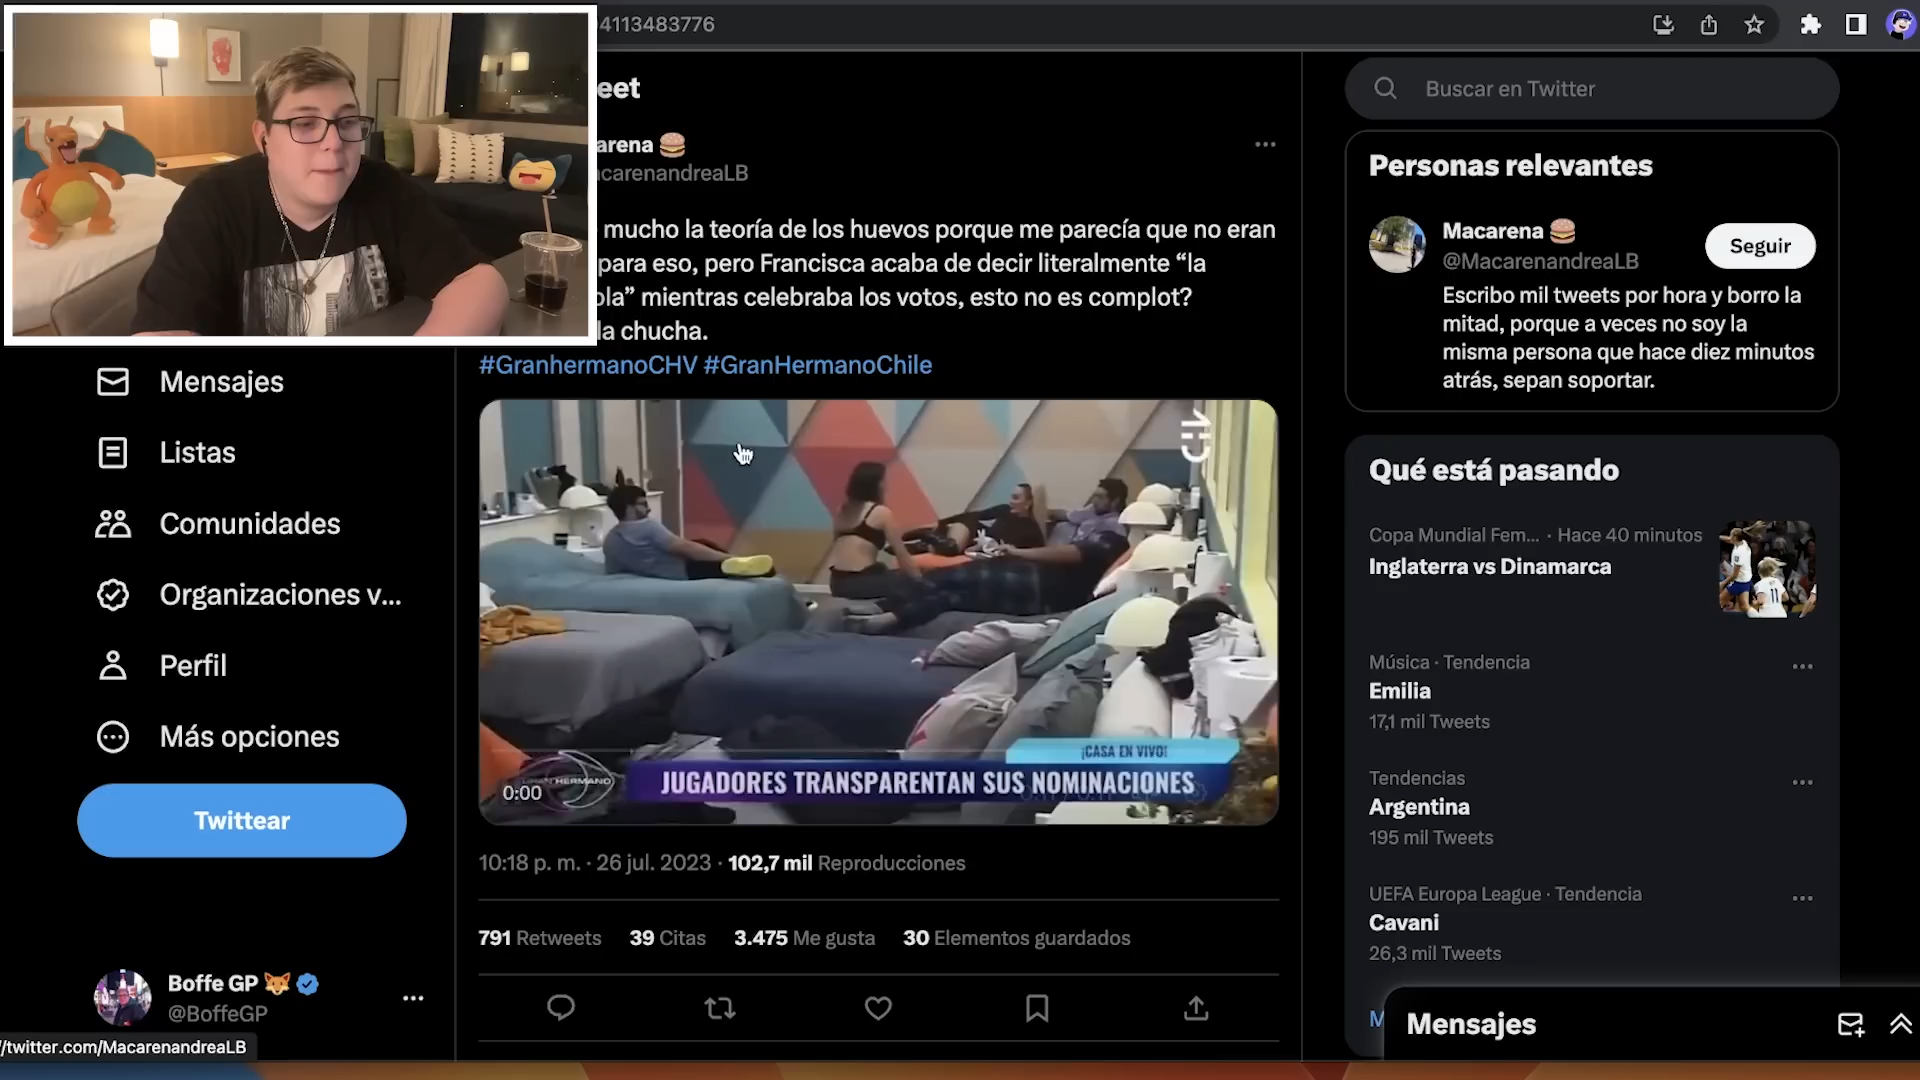 4113483776
eet
arena
carenandreaLB
mucho la teoría de los huevos porque me parecía que no eran
para eso, pero Francisca acaba de decir literalmente “la
ola” mientras celebraba los votos, esto no es complot?
la chucha.
#GranhermanoCHV #GranHermanoChile
CHV
¡CASA EN VIVO!
GRAN HERMANO
JUGADORES TRANSPARENTAN SUS NOMINACIONES
0:00
10:18 p. m. · 26 jul. 2023 · 102,7 mil Reproducciones
791 Retweets 39 Citas 3.475 Me gusta 30 Elementos guardados
Mensajes
Listas
Comunidades
Organizaciones v...
Perfil
Más opciones
Twittear
Boffe GP
@BoffeGP
/twitter.com/MacarenandreaLB
Buscar en Twitter
Personas relevantes
Macarena
@MacarenandreaLB
Seguir
Escribo mil tweets por hora y borro la
mitad, porque a veces no soy la
misma persona que hace diez minutos
atrás, sepan soportar.
Qué está pasando
Copa Mundial Fem... · Hace 40 minutos
Inglaterra vs Dinamarca
11
Música · Tendencia
Emilia
17,1 mil Tweets
Tendencias
Argentina
195 mil Tweets
UEFA Europa League · Tendencia
Cavani
26,3 mil Tweets
M
Mensajes